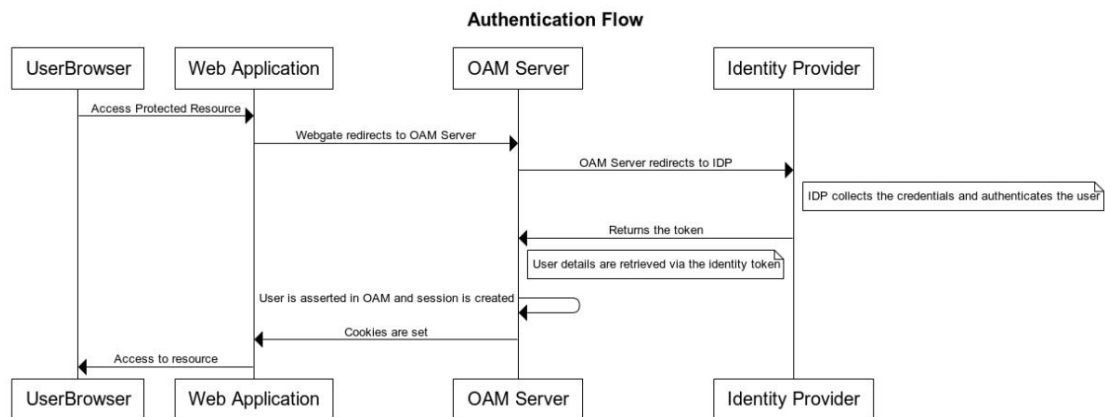 Authentication Flow
UserBrowser
Web Application
OAM Server
Identity Provider
Access Protected Resource
Webgate redirects to OAM Server
OAM Server redirects to IDP
IDP collects the credentials and authenticates the user
Returns the token
User details are retrieved via the identity token
User is asserted in OAM and session is created
Cookies are set
Access to resource
UserBrowser
Web Application
OAM Server
Identity Provider